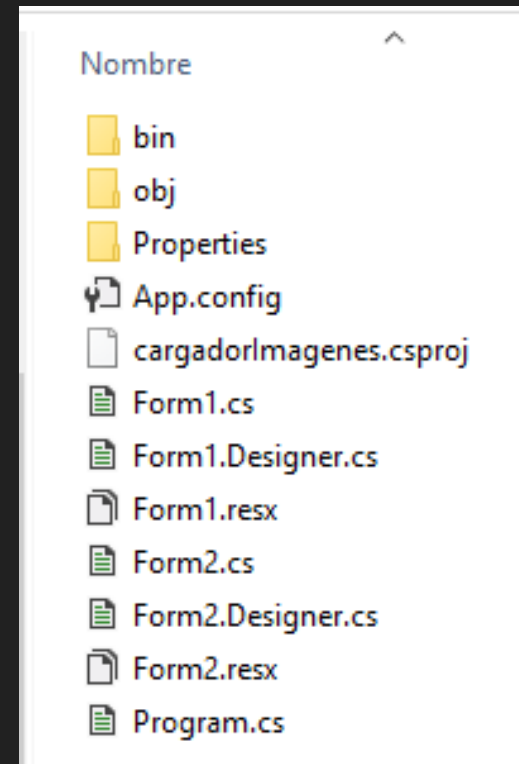 Nombre
bin
obj
Properties
App.config
cargadorImagenes.csproj
Form1.cs
Form1.Designer.cs
Form1.resx
Form2.cs
Form2.Designer.cs
Form2.resx
Program.cs